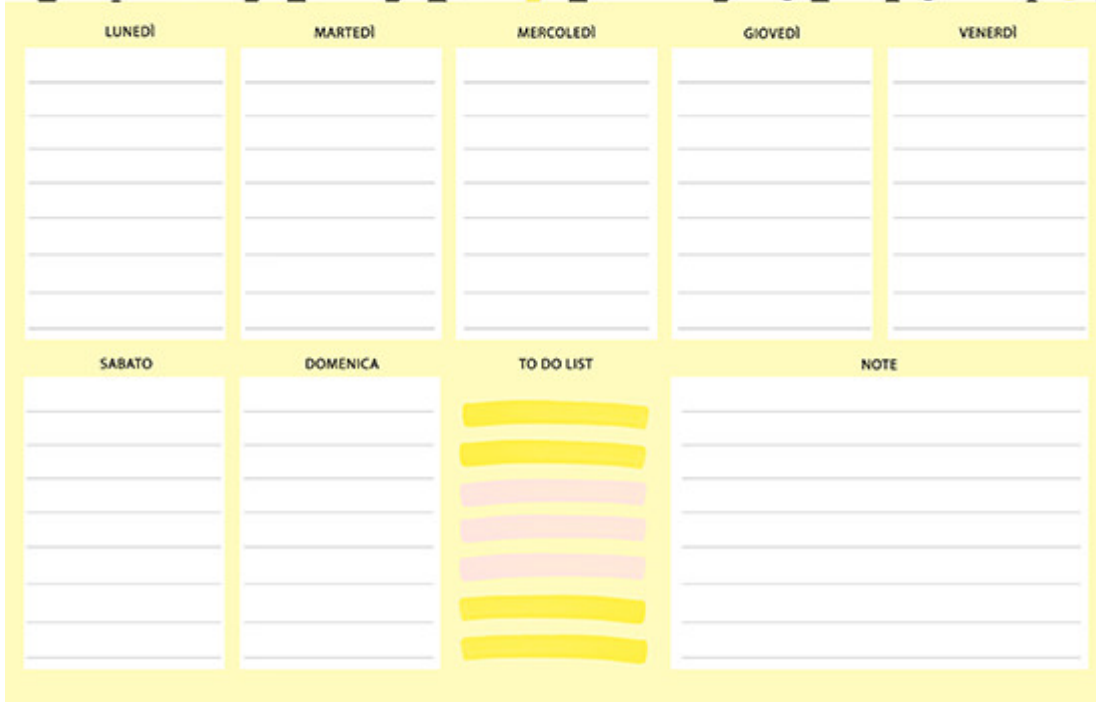 LUNEDÌ MARTEDÌ MERCOLEDÌ GIOVEDÌ VENERDÌ
SABATO DOMENICA TO DO LIST NOTE